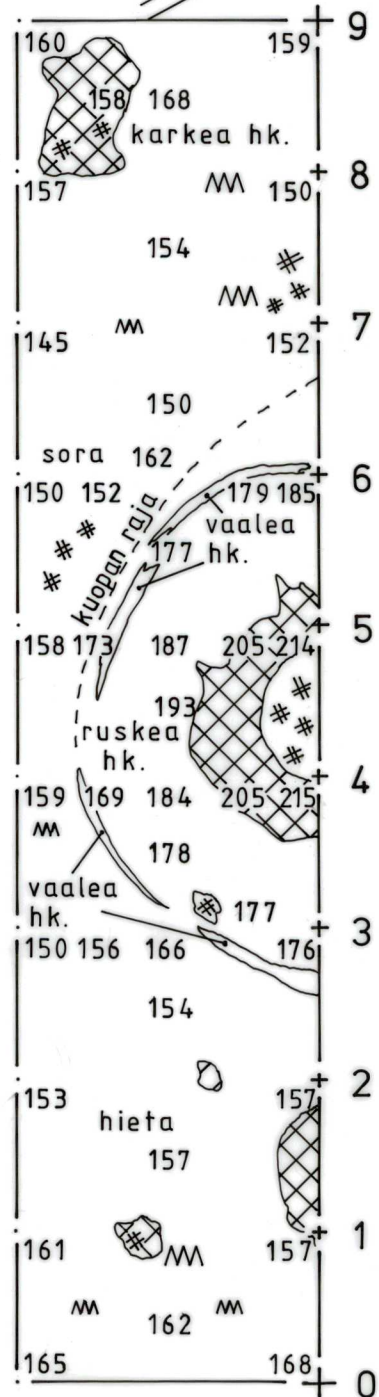 9
160 159
158 168
karkea hk.
8
157 150
154
7
145 152
150
sora 162
6
150 152 179 185
kuopan raja
vaalea
hk.
177
5
158 173 187 205 214
193
ruskea
hk.
4
159 169 184 205 215
178
vaalea
hk.
177
3
150 156 166 176
154
2
153 157
hieta
157
1
161 157
162
165 168
0